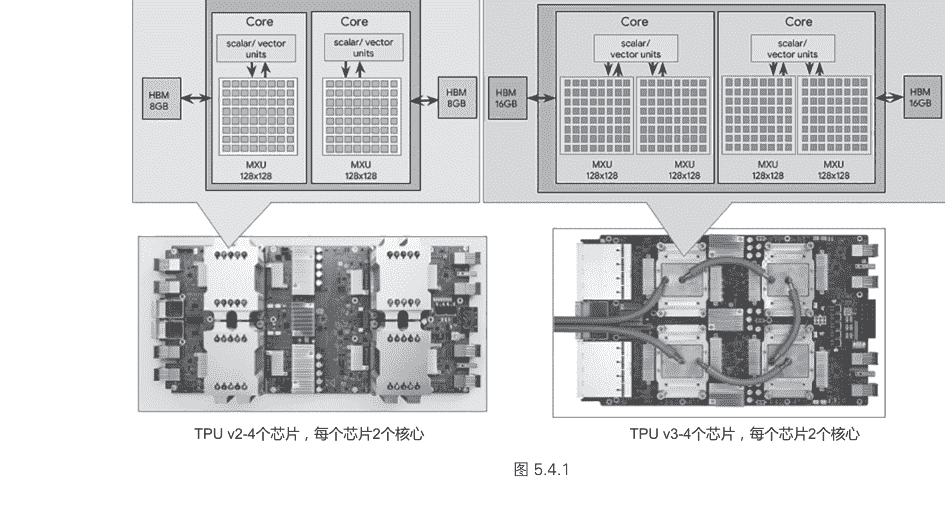 Core
Core
scalar/ vector
units
scalar/ vector
units
HBM
8GB
HBM
8GB
MXU
128x128
MXU
128x128
Core
Core
scalar/
vector units
scalar/
vector units
HBM
16GB
HBM
16GB
MXU
128x128
MXU
128x128
MXU
128x128
MXU
128x128
TPU v2-4个芯片，每个芯片2个核心
TPU v3-4个芯片，每个芯片2个核心
图 5.4.1